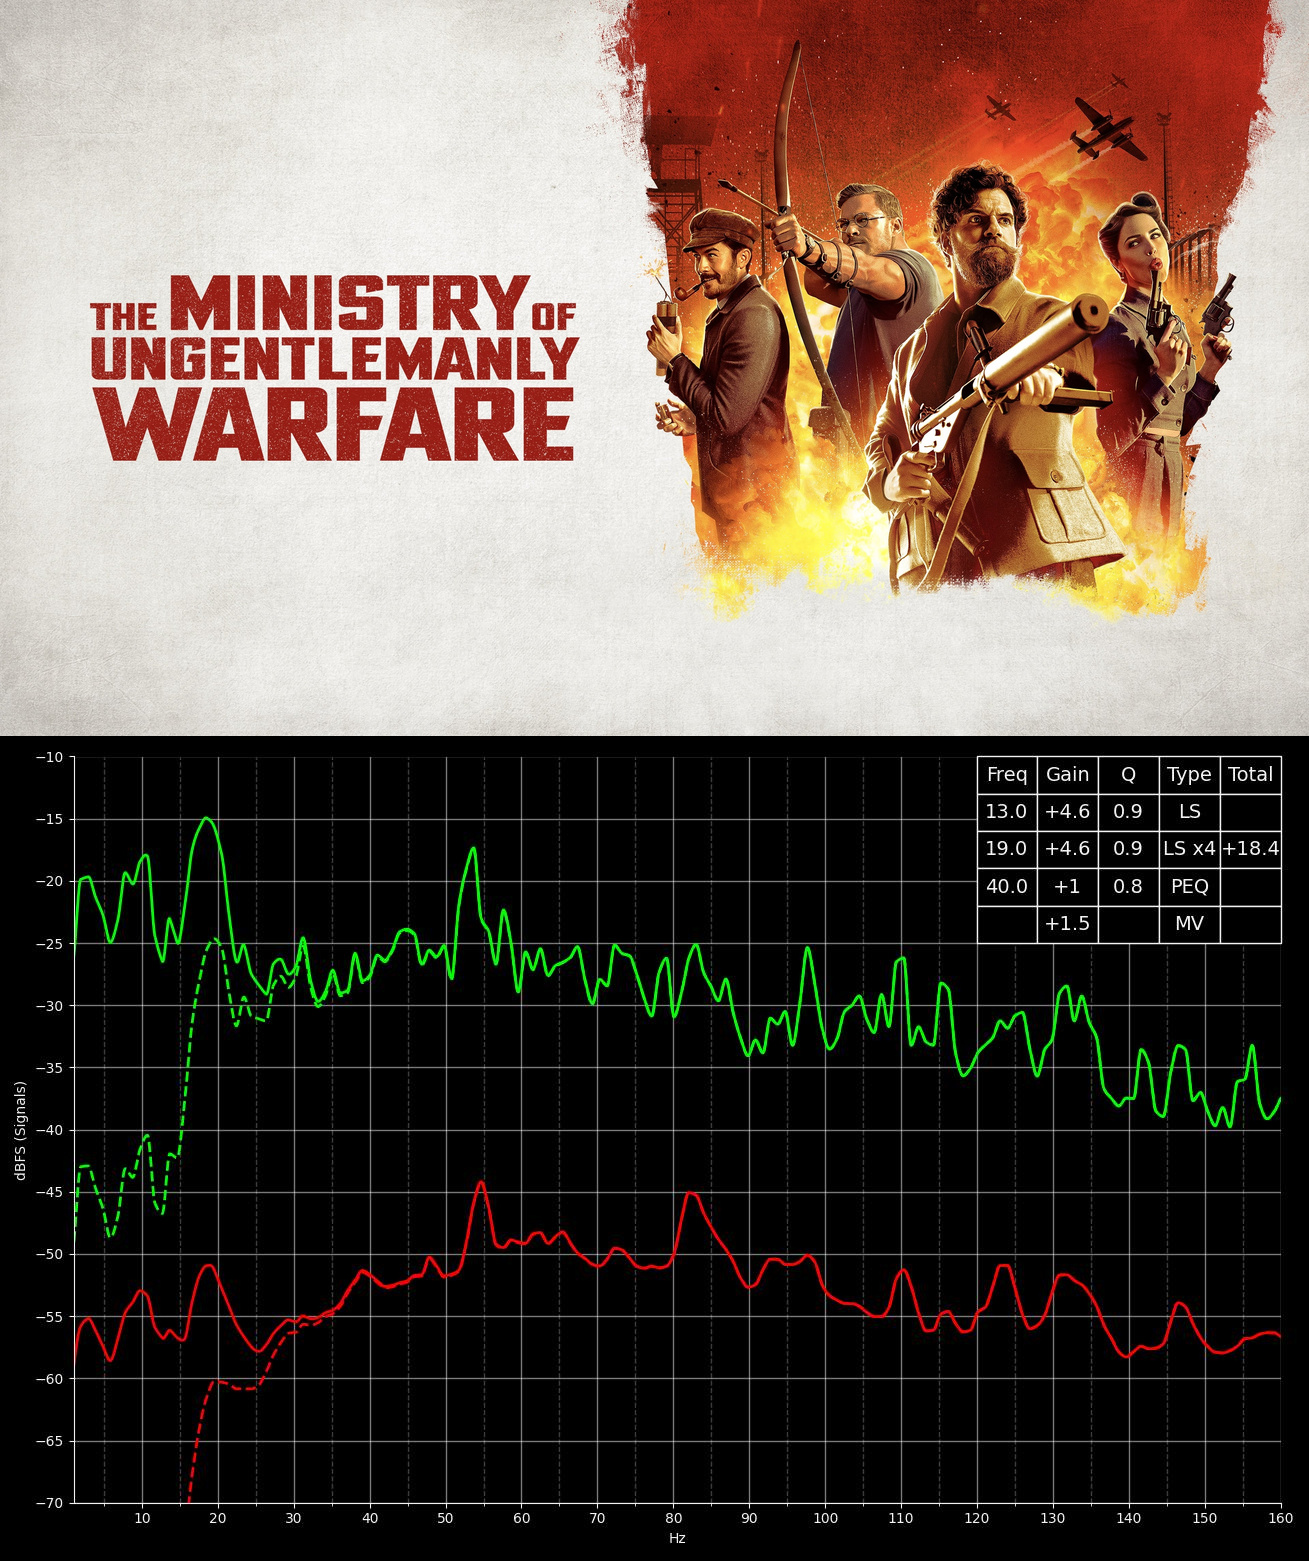 THE MINISTRY OF
UNGENTLEMANLY
WARFARE
Freq Gain Q Type Total
13.0 +4.6 0.9 LS
19.0 +4.6 0.9 LS x4 +18.4
40.0 +1 0.8 PEQ
+1.5 MV
−10
−15
−20
−25
−30
−35
−40
−45
−50
−55
−60
−65
−70
dBFS (Signals)
10 20 30 40 50 60 70 80 90 100 110 120 130 140 150 160
Hz